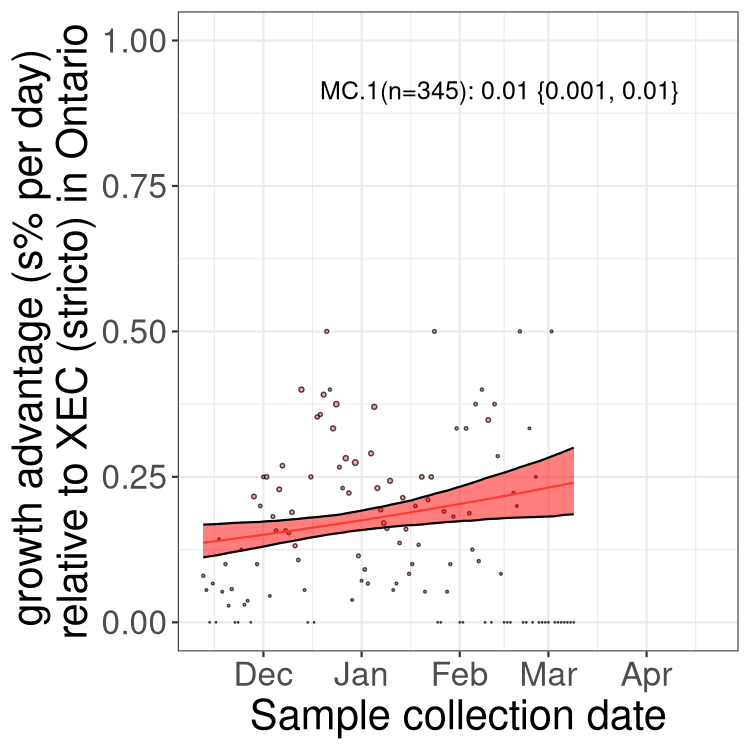 growth advantage (s% per day)
relative to XEC (stricto) in Ontario
1.00
0.75
0.50
0.25
0.00
MC.1(n=345): 0.01 {0.001, 0.01}
Dec Jan Feb Mar Apr
Sample collection date